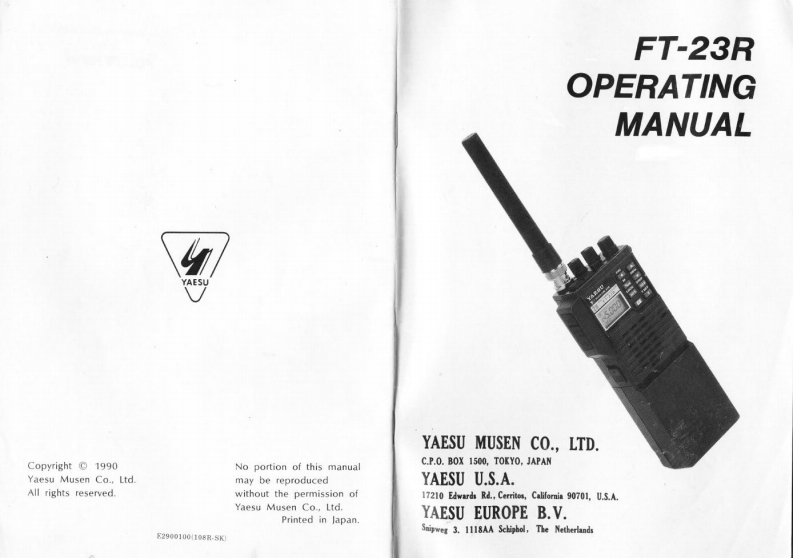 YAESU
Copyright © 1990
Yaesu Musen Co., Ltd.
All rights reserved.
No portion of this manual
may be reproduced
without the permission of
Yaesu Musen Co., Ltd.
Printed in Japan.
E2900100(108B-SK)
FT-23R
OPERATING
MANUAL
YAESU
YAESU MUSEN CO., LTD.
C.P.O. BOX 1500, TOKYO, JAPAN
YAESU U.S.A.
17210 Edwards Rd., Cerritos, California 90701, U.S.A.
YAESU EUROPE B.V.
Snipweg 3. 1118AA Schiphol, The Netherlands